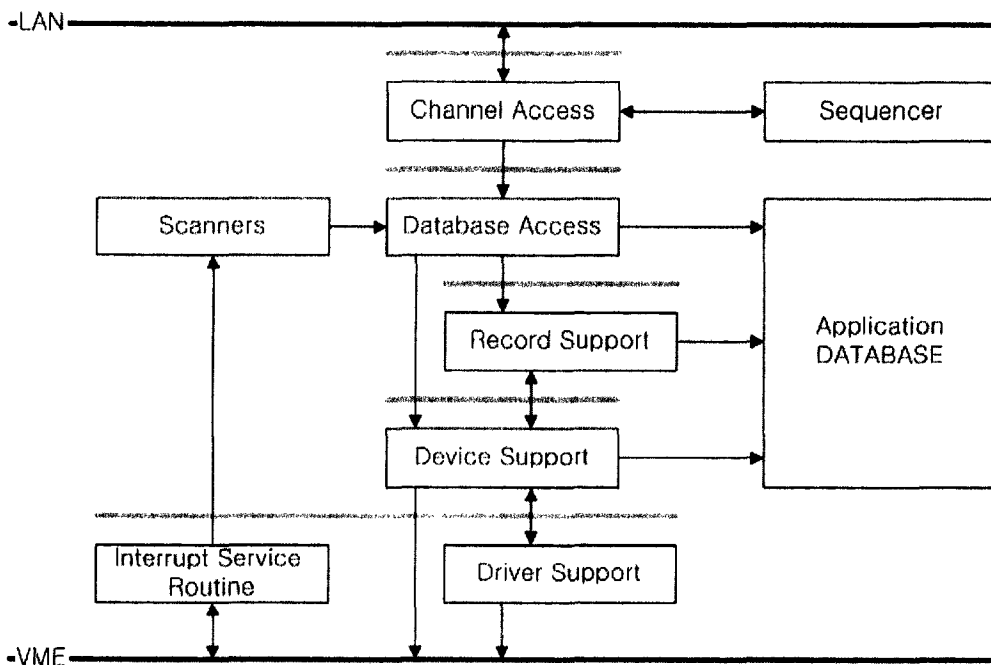 LAN
Channel Access
Sequencer
Scanners
Database Access
Record Support
Application
DATABASE
Device Support
Interrupt Service
Routine
Driver Support
VME